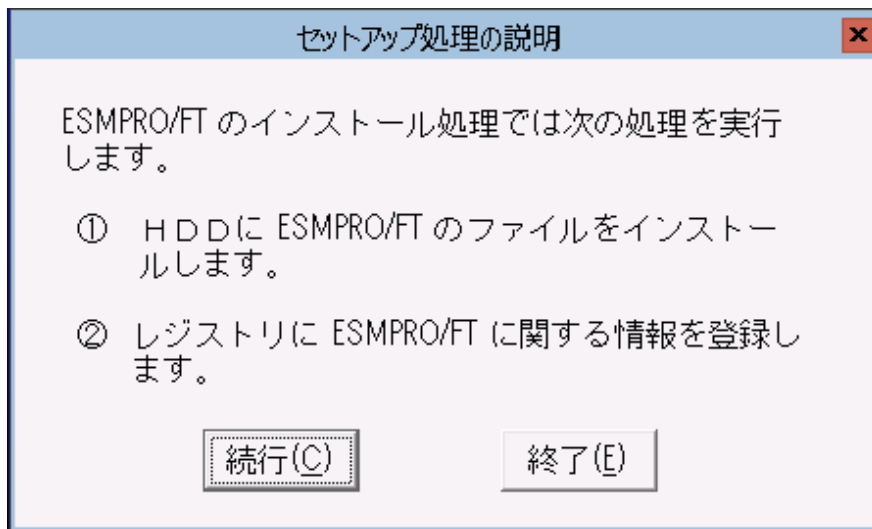 セットアップ処理の説明
ESMPRO/FT のインストール処理では次の処理を実行
します。
① ＨＤＤに ESMPRO/FT のファイルをインストー
ルします。
② レジストリに ESMPRO/FT に関する情報を登録し
ます。
続行(C) 終了(E)